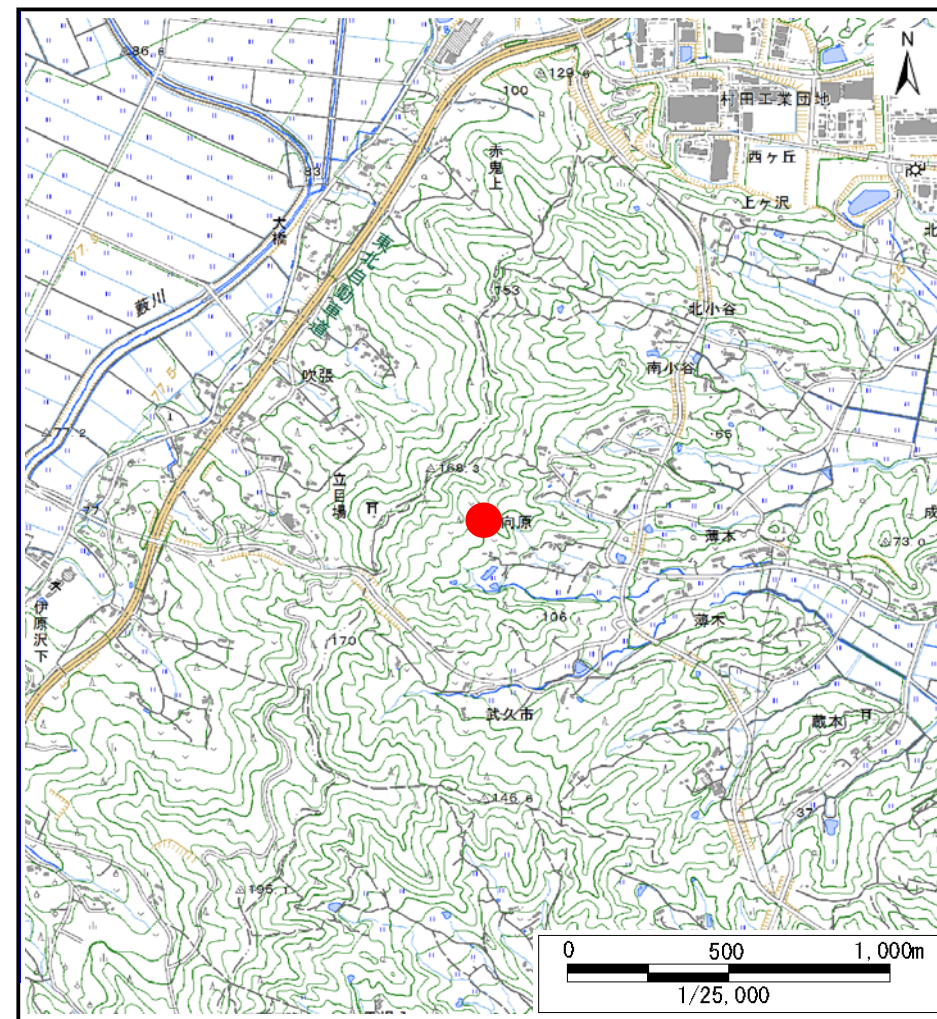 86.6
129.6
N
100
村田工業団地
赤鬼上
西ヶ丘
83
上ヶ沢
大橋
北
77.9
東北自動車道
153
薮川
北小谷
南小谷
吹張
77.5
77.2
65
168.3
立目場
向原
77
薄木
成
73.0
伊原沢下
106
薄木
170
武久市
蔵本
146.6
37
195.1
0 500 1,000m
1/25,000